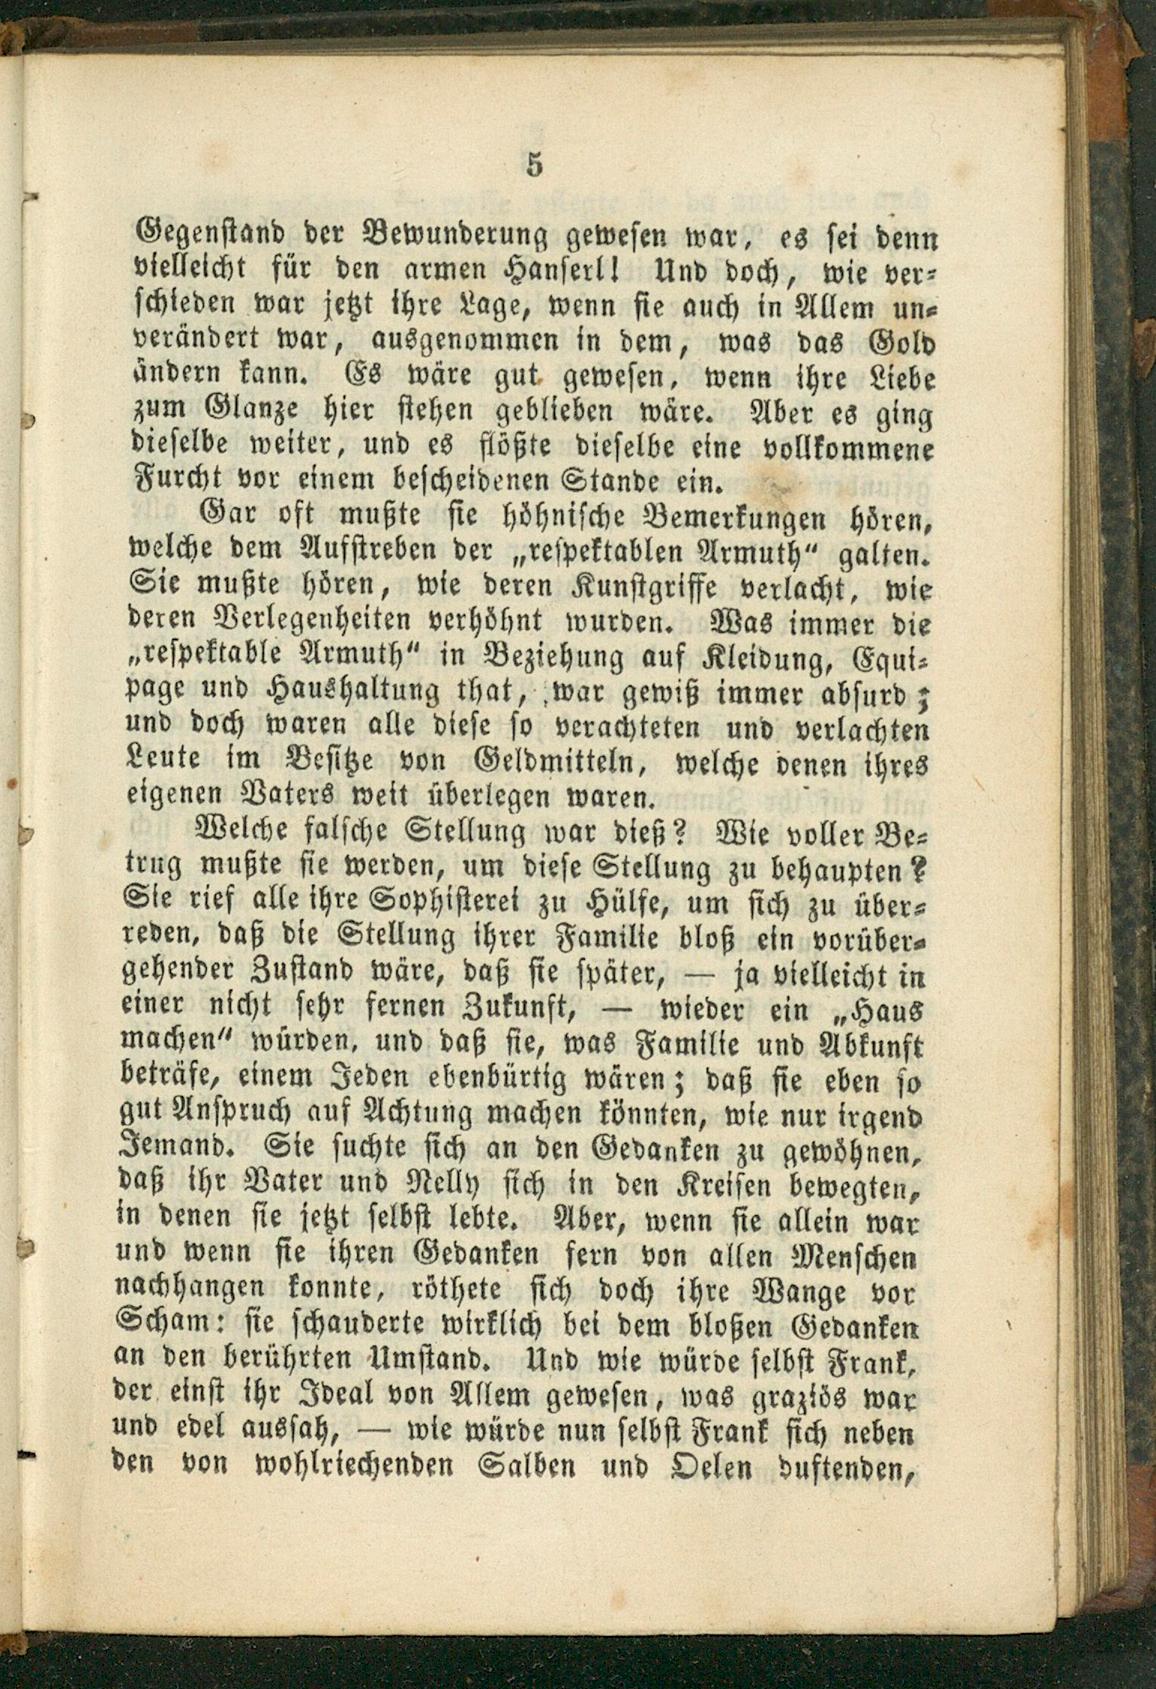 5
Gegenstand der Bewunderung gewesen war, es sei denn
vielleicht für den armen Hanserl! Und doch, wie ver-
schieden war jetzt ihre Lage, wenn sie auch in Allem un-
verändert war, ausgenommen in dem, was das Gold
ändern kann. Es wäre gut gewesen, wenn ihre Liebe
zum Glanze hier stehen geblieben wäre. Aber es ging
dieselbe weiter, und es flößte dieselbe eine vollkommene
Furcht vor einem bescheidenen Stande ein.
Gar oft mußte sie höhnische Bemerkungen hören,
welche dem Aufstreben der „respektablen Armuth“ galten.
Sie mußte hören, wie deren Kunstgriffe verlacht, wie
deren Verlegenheiten verhöhnt wurden. Was immer die
„respektable Armuth“ in Beziehung auf Kleidung, Equi-
page und Haushaltung that, war gewiß immer absurd;
und doch waren alle diese so verachteten und verlachten
Leute im Besitze von Geldmitteln, welche denen ihres
eigenen Vaters weit überlegen waren.
Welche falsche Stellung war dieß? Wie voller Be-
trug mußte sie werden, um diese Stellung zu behaupten?
Sie rief alle ihre Sophisterei zu Hülfe, um sich zu über-
reden, daß die Stellung ihrer Familie bloß ein vorüber-
gehender Zustand wäre, daß sie später, — ja vielleicht in
einer nicht sehr fernen Zukunft, — wieder ein „Haus
machen“ würden, und daß sie, was Familie und Abkunft
beträfe, einem Jeden ebenbürtig wären; daß sie eben so
gut Anspruch auf Achtung machen könnten, wie nur irgend
Jemand. Sie suchte sich an den Gedanken zu gewöhnen,
daß ihr Vater und Nelly sich in den Kreisen bewegten,
in denen sie jetzt selbst lebte. Aber, wenn sie allein war
und wenn sie ihren Gedanken fern von allen Menschen
nachhangen konnte, röthete sich doch ihre Wange vor
Scham: sie schauderte wirklich bei dem bloßen Gedanken
an den berührten Umstand. Und wie würde selbst Frank,
der einst ihr Ideal von Allem gewesen, was graziös war
und edel aussah, — wie würde nun selbst Frank sich neben
den von wohlriechenden Salben und Oelen duftenden,